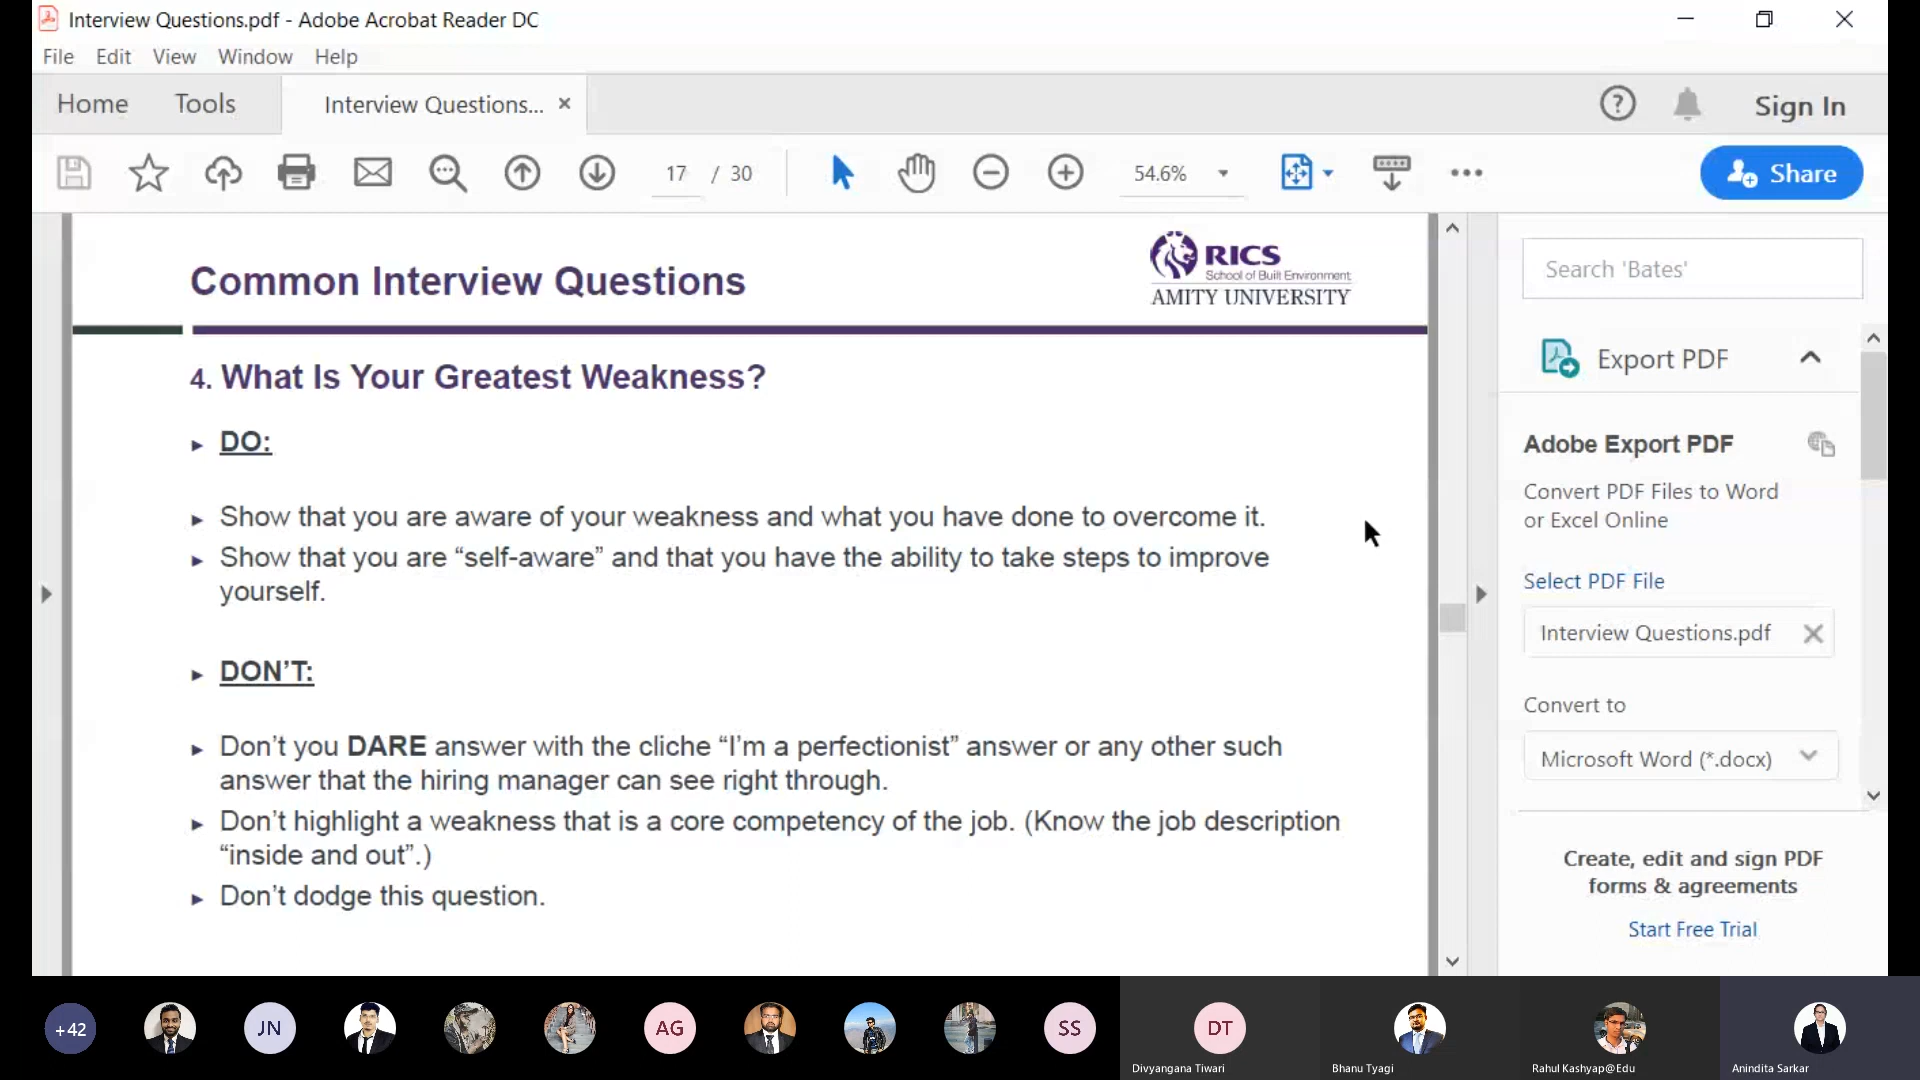 Interview Questions.pdf - Adobe Acrobat Reader DC
File Edit View Window Help
Home Tools Interview Questions... Sign In
17 / 30 54.6% Share
Common Interview Questions
RICS
School of Built Environment
AMITY UNIVERSITY
4. What Is Your Greatest Weakness?
DO:
Show that you are aware of your weakness and what you have done to overcome it.
Show that you are “self-aware” and that you have the ability to take steps to improve
yourself.
DON’T:
Don’t you DARE answer with the cliche “I’m a perfectionist” answer or any other such
answer that the hiring manager can see right through.
Don’t highlight a weakness that is a core competency of the job. (Know the job description
“inside and out”.)
Don’t dodge this question.
Search 'Bates'
Export PDF
Adobe Export PDF
Convert PDF Files to Word
or Excel Online
Select PDF File
Interview Questions.pdf
Convert to
Microsoft Word (*.docx)
Create, edit and sign PDF
forms & agreements
Start Free Trial
+42 JN AG SS DT
Divyangana Tiwari Bhanu Tyagi Rahul Kashyap@Edu Anindita Sarkar